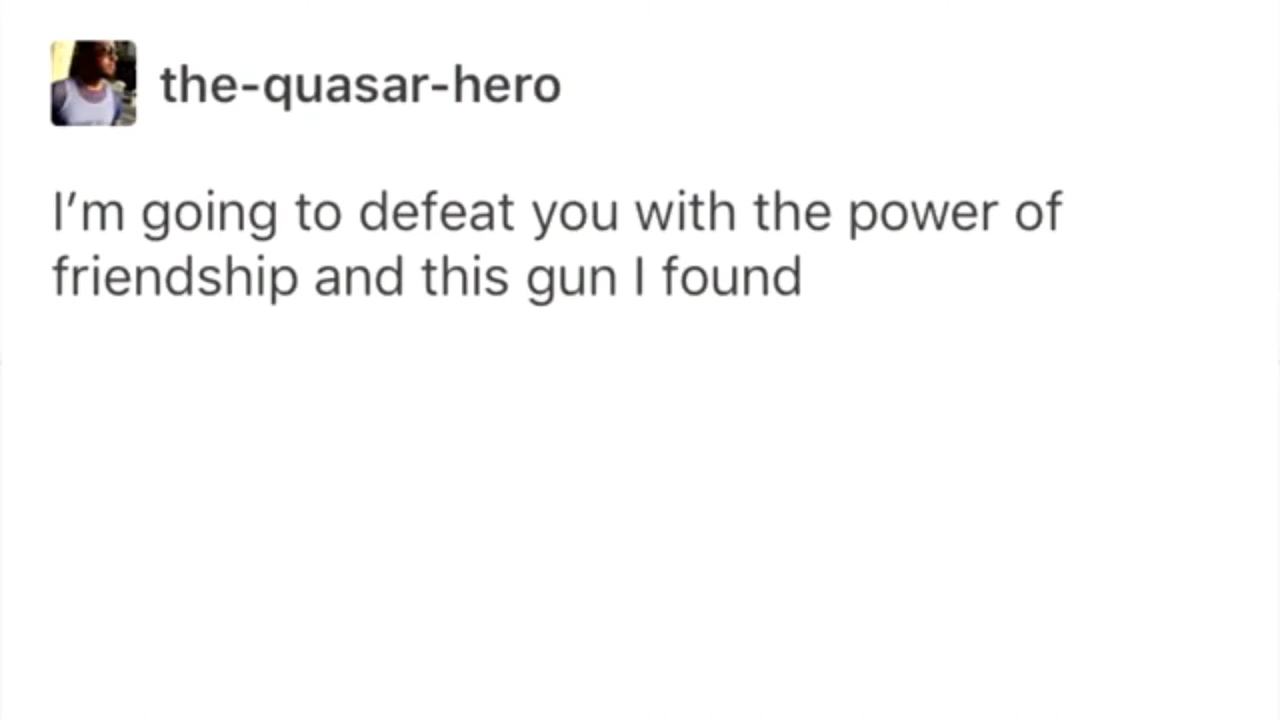 the-quasar-hero
I’m going to defeat you with the power of
friendship and this gun I found